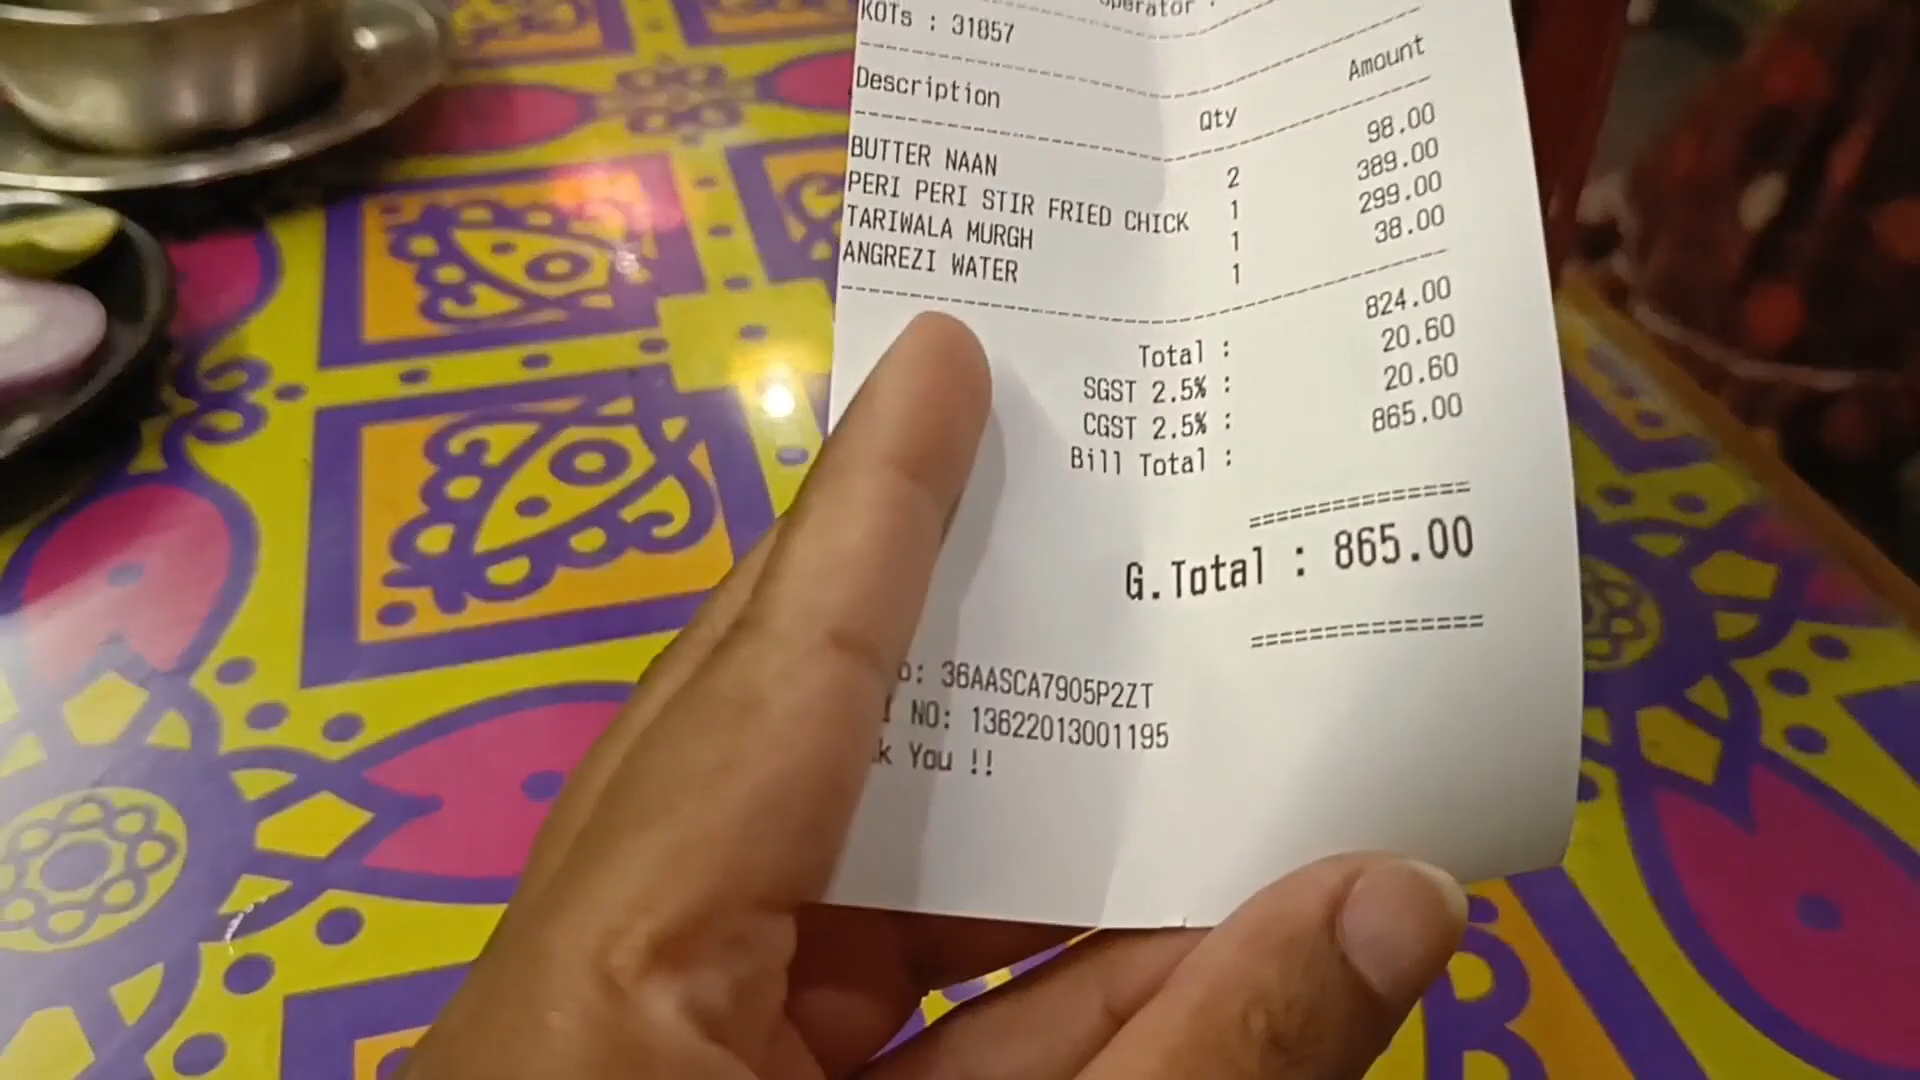 Operator :
KOTs : 31857
Description Qty Amount
BUTTER NAAN 2 98.00
PERI PERI STIR FRIED CHICK 1 389.00
TARIWALA MURGH 1 299.00
ANGREZI WATER 1 38.00
Total : 824.00
SGST 2.5% : 20.60
CGST 2.5% : 20.60
Bill Total : 865.00
G.Total : 865.00
o: 36AASCA7905P2ZT
I NO: 13622013001195
k You !!